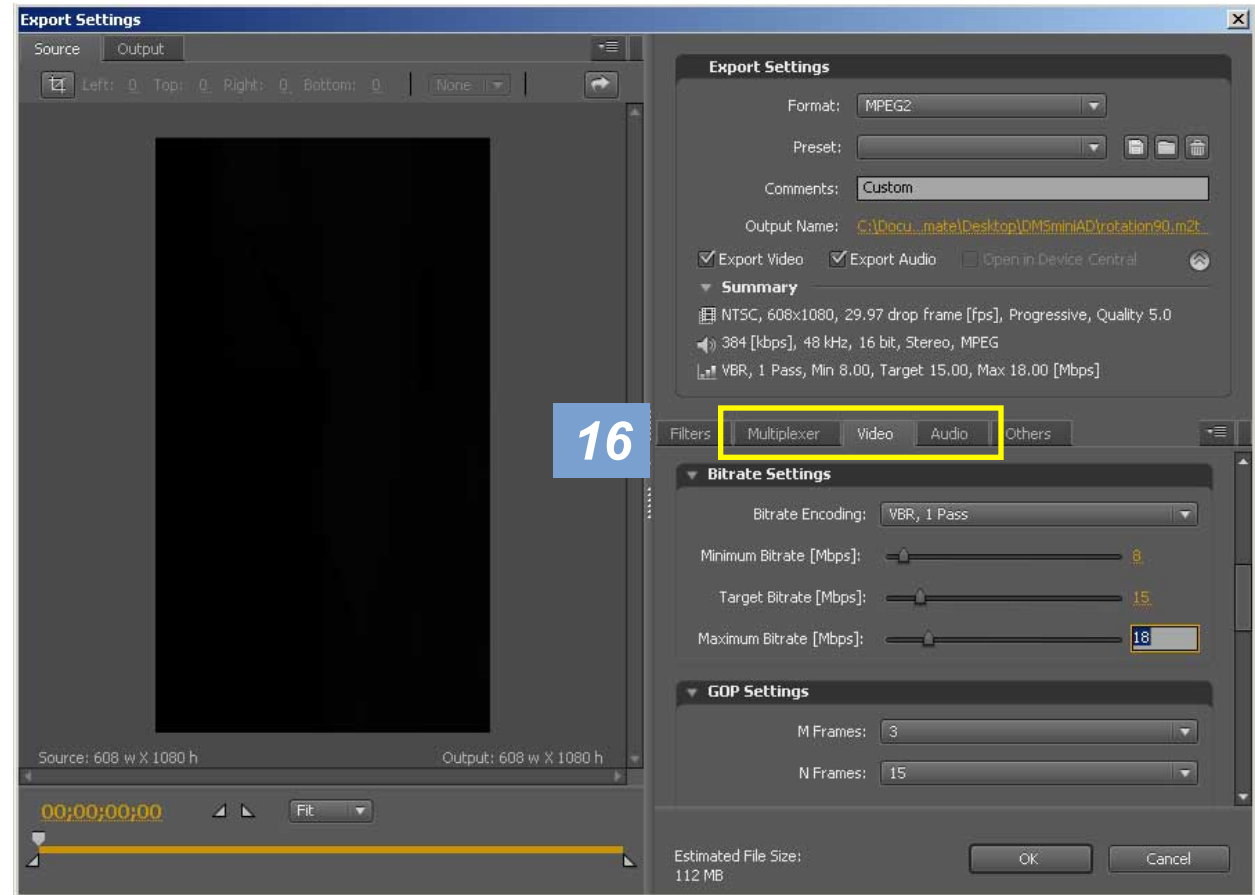 Export Settings
Source Output
Left: 0 Top: 0 Right: 0 Bottom: 0 None
Source: 608 w X 1080 h Output: 608 w X 1080 h
00;00;00;00 Fit
Export Settings
Format: MPEG2
Preset:
Comments: Custom
Output Name: C:\Docu...mate\Desktop\DMSminiAD\rotation90.m2t
Export Video Export Audio Open in Device Central
Summary
NTSC, 608x1080, 29.97 drop frame [fps], Progressive, Quality 5.0
384 [kbps], 48 kHz, 16 bit, Stereo, MPEG
VBR, 1 Pass, Min 8.00, Target 15.00, Max 18.00 [Mbps]
16
Filters Multiplexer Video Audio Others
Bitrate Settings
Bitrate Encoding: VBR, 1 Pass
Minimum Bitrate [Mbps]: 8
Target Bitrate [Mbps]: 15
Maximum Bitrate [Mbps]: 18
GOP Settings
M Frames: 3
N Frames: 15
Estimated File Size:
112 MB
OK Cancel